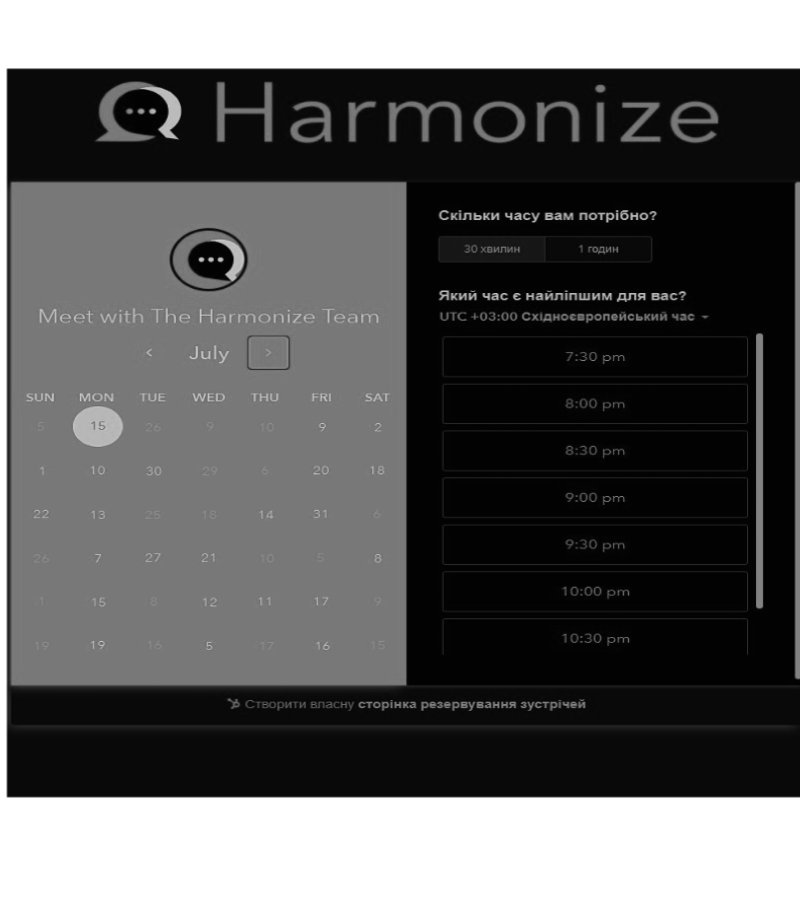 Harmonize
Meet with The Harmonize Team
July
SUN MON TUE WED THU FRI SAT
5 15 26 9 10 9 2
1 10 30 29 6 20 18
22 13 25 18 14 31 6
26 7 27 21 10 5 8
1 15 8 12 11 17 9
19 19 16 5 17 16 15
Скільки часу вам потрібно?
30 хвилин 1 годин
Який час є найліпшим для вас?
UTC +03:00 Східноєвропейський час
7:30 pm
8:00 pm
8:30 pm
9:00 pm
9:30 pm
10:00 pm
10:30 pm
Створити власну сторінка резервування зустрічей